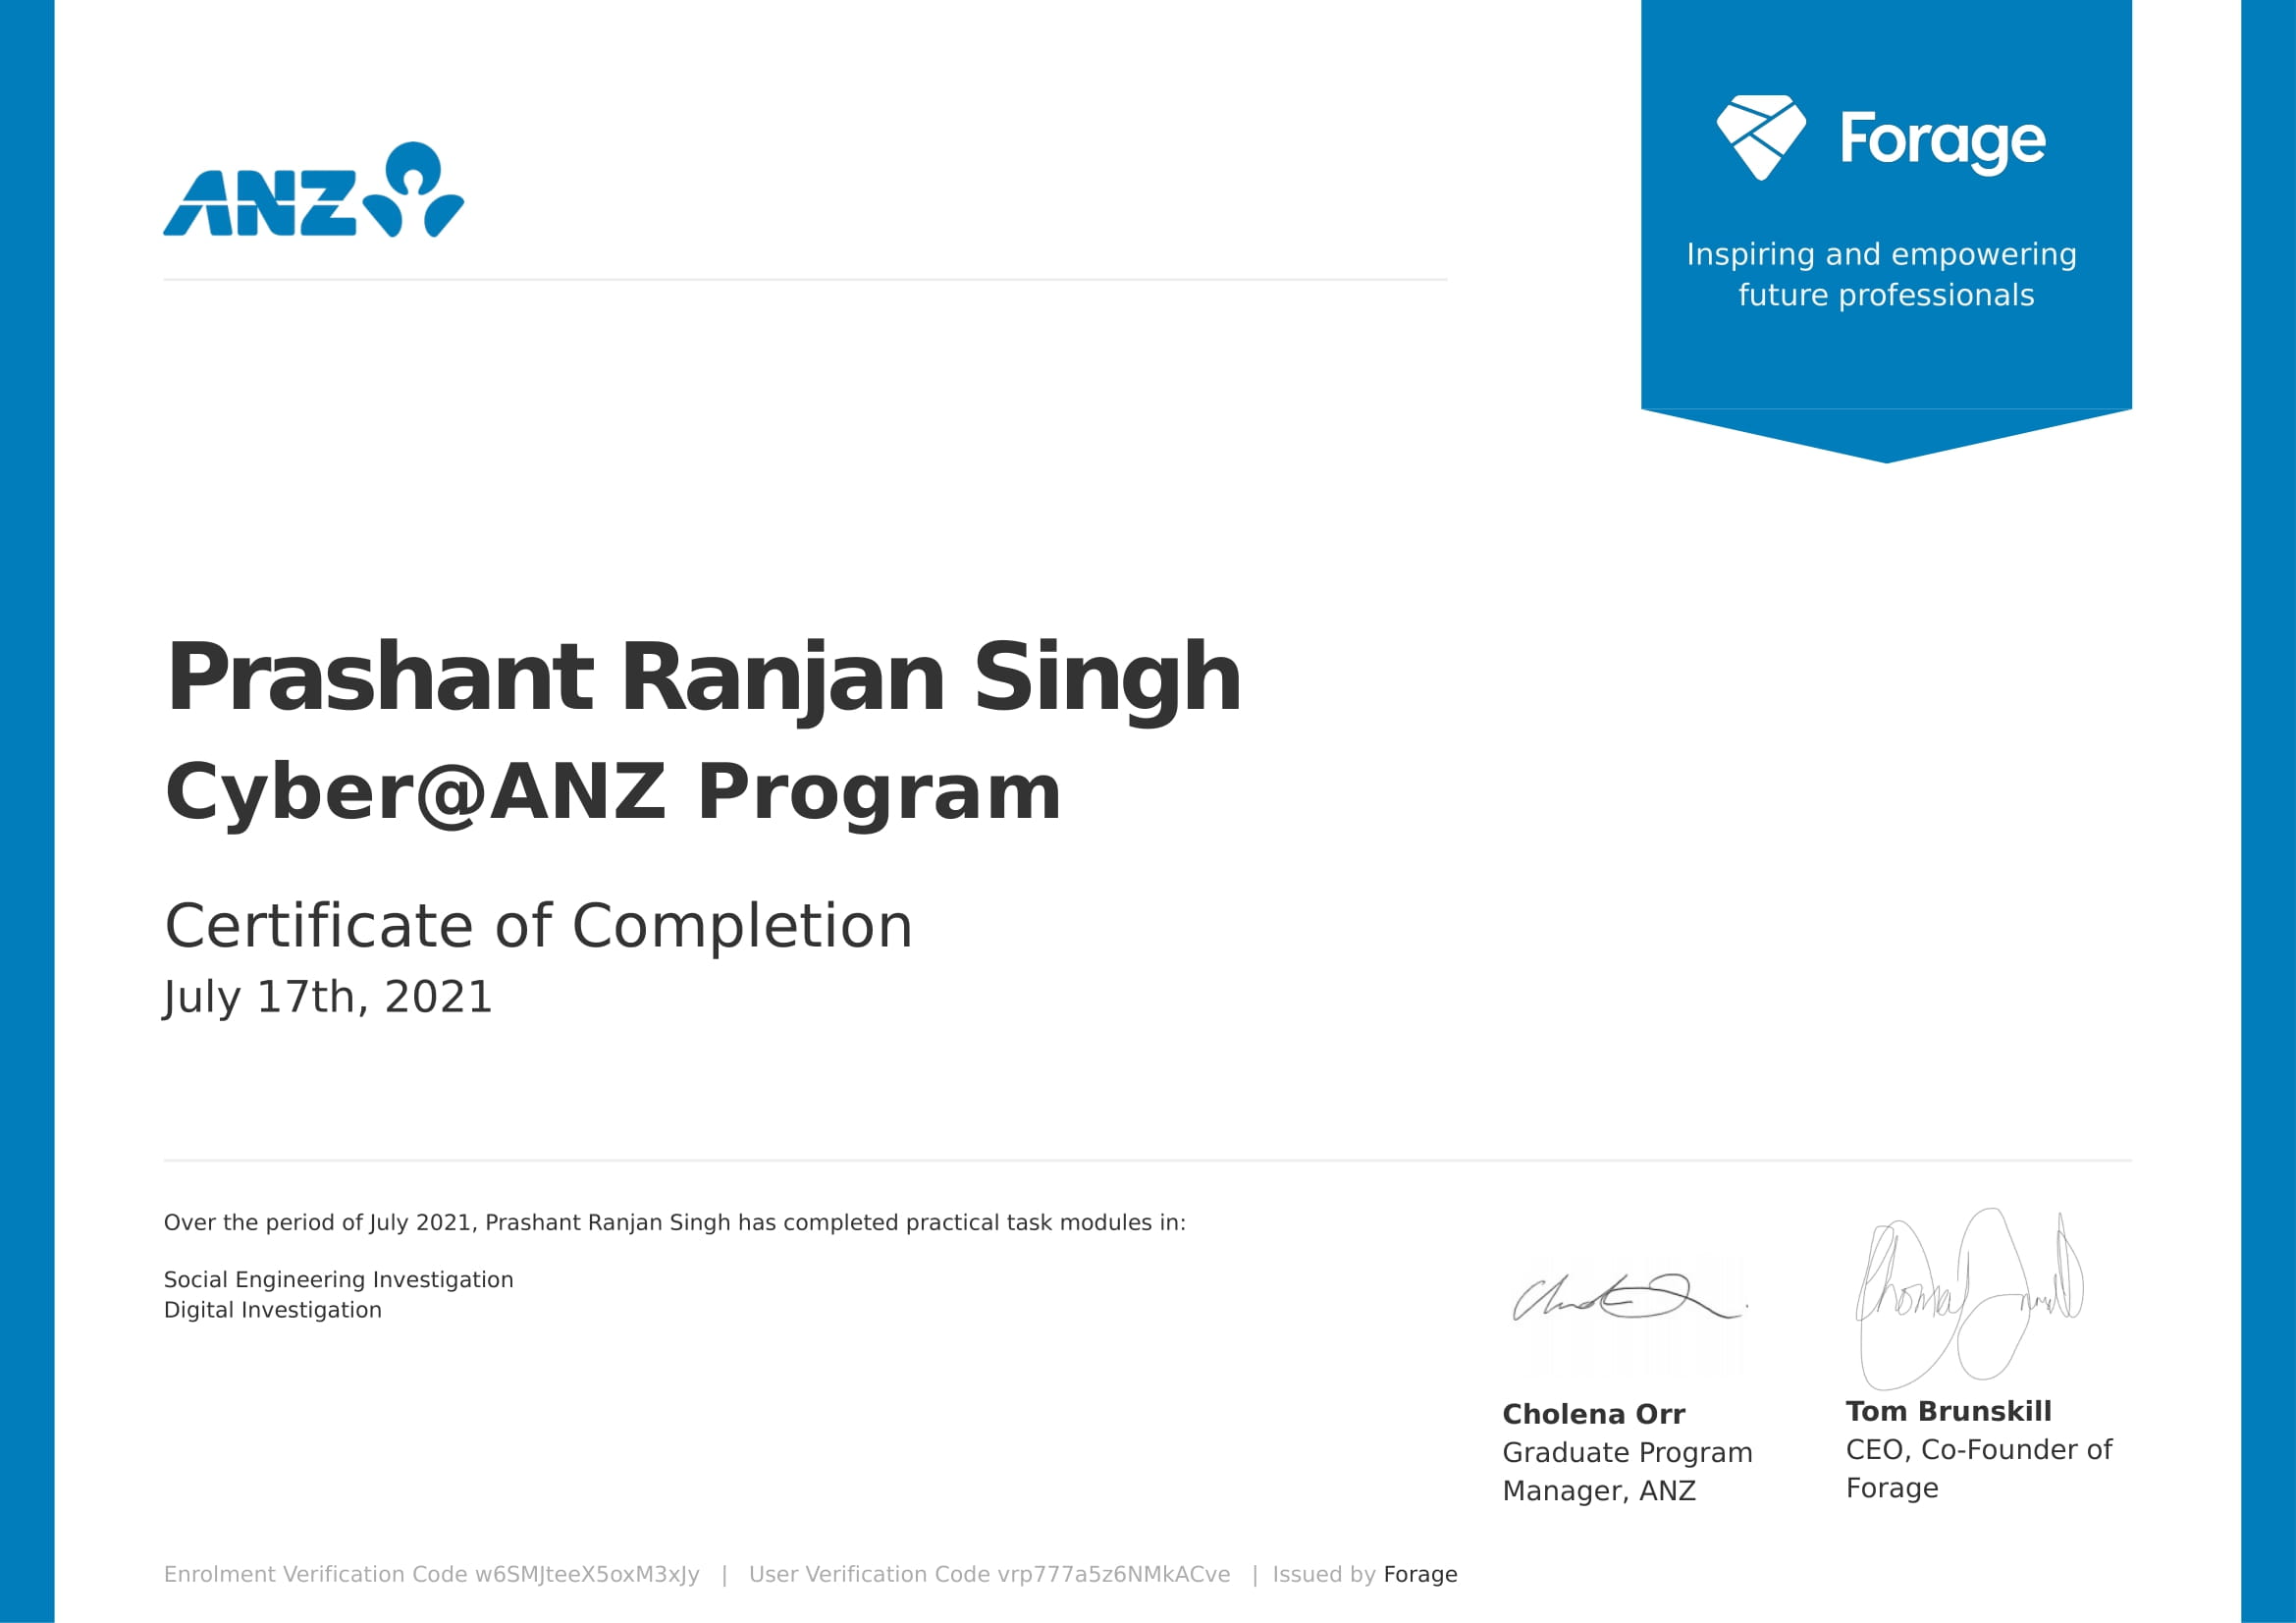 ANZ
Forage
Inspiring and empowering
future professionals
Prashant Ranjan Singh
Cyber@ANZ Program
Certificate of Completion
July 17th, 2021
Over the period of July 2021, Prashant Ranjan Singh has completed practical task modules in:
Social Engineering Investigation
Digital Investigation
Cholena Orr
Graduate Program
Manager, ANZ
Tom Brunskill
CEO, Co-Founder of
Forage
Enrolment Verification Code w6SMJteeX5oxM3xJy | User Verification Code vrp777a5z6NMkACve | Issued by Forage